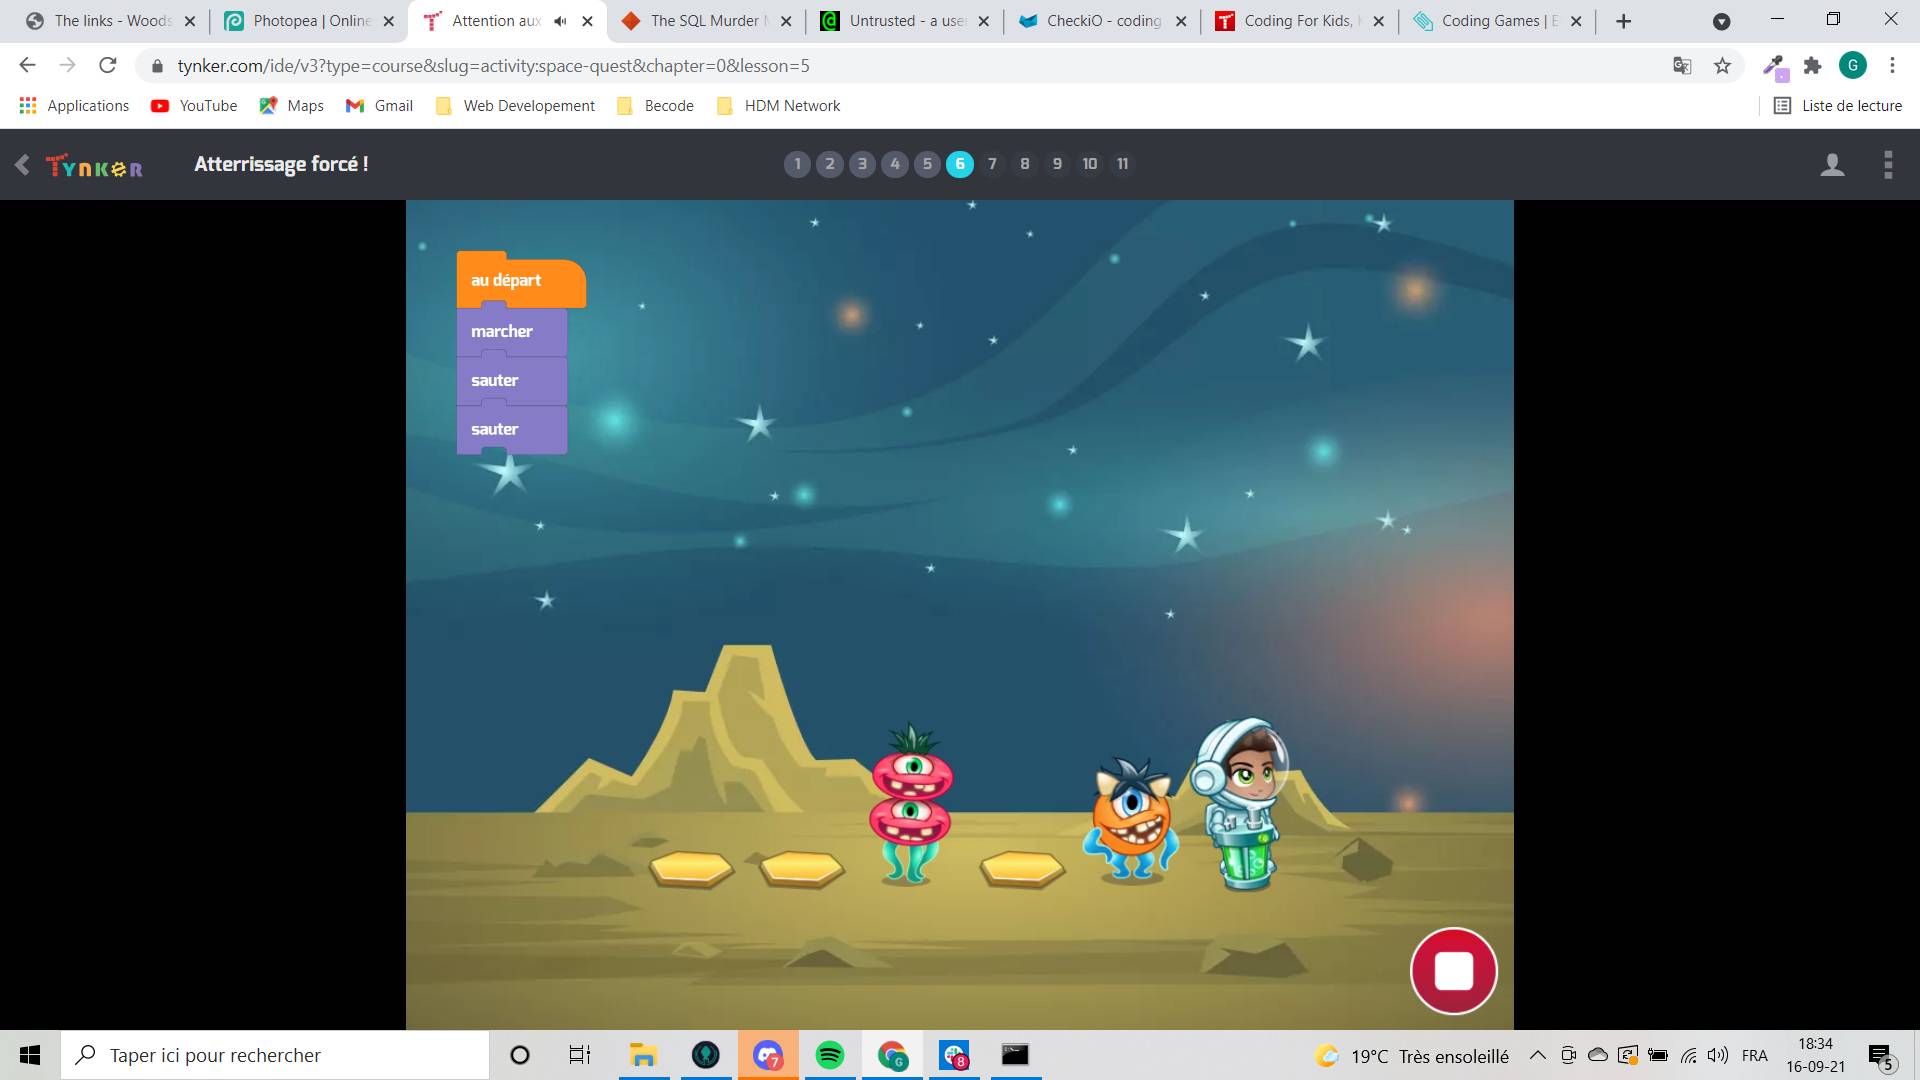 The links - Woods
Photopea | Online
Attention aux
The SQL Murder
Untrusted - a user
CheckiO - coding
Coding For Kids,
Coding Games |
tynker.com/ide/v3?type=course&slug=activity:space-quest&chapter=0&lesson=5
G
Applications
YouTube
Maps
Gmail
Web Developement
Becode
HDM Network
Liste de lecture
TYNKER
Atterrissage forcé !
1 2 3 4 5 6 7 8 9 10 11
au départ
marcher
sauter
sauter
Taper ici pour rechercher
7
G
8
19°C Très ensoleillé
FRA
18:34
16-09-21
5